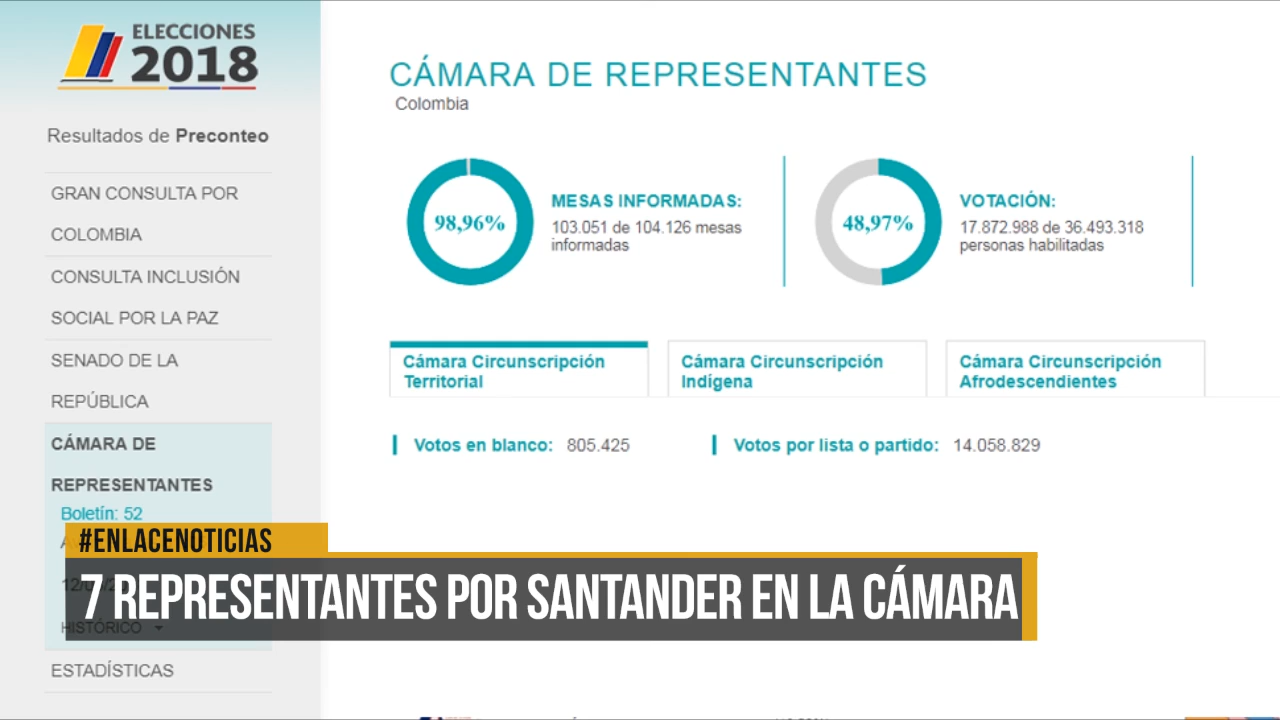 ELECCIONES
2018
Resultados de Preconteo
GRAN CONSULTA POR
COLOMBIA
CONSULTA INCLUSIÓN
SOCIAL POR LA PAZ
SENADO DE LA
REPÚBLICA
CÁMARA DE
REPRESENTANTES
Boletín: 52
HISTÓRICO
ESTADÍSTICAS
CÁMARA DE REPRESENTANTES
Colombia
98,96%
MESAS INFORMADAS:
103.051 de 104.126 mesas
informadas
48,97%
VOTACIÓN:
17.872.988 de 36.493.318
personas habilitadas
Cámara Circunscripción
Territorial
Cámara Circunscripción
Indígena
Cámara Circunscripción
Afrodescendientes
Votos en blanco: 805.425
Votos por lista o partido: 14.058.829
#ENLACENOTICIAS
7 REPRESENTANTES POR SANTANDER EN LA CÁMARA